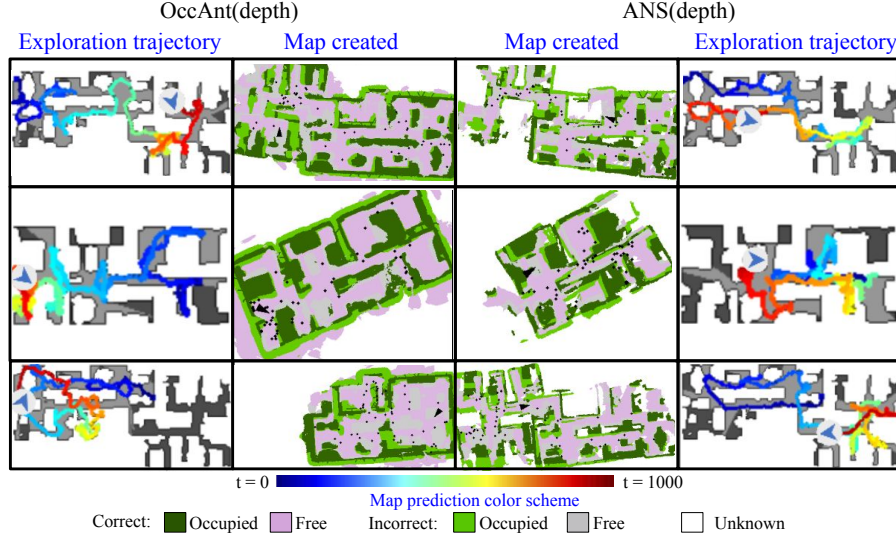 OccAnt(depth) ANS(depth)
Exploration trajectory Map created Map created Exploration trajectory
t = 0 t = 1000
Map prediction color scheme
Correct: Occupied Free Incorrect: Occupied Free Unknown